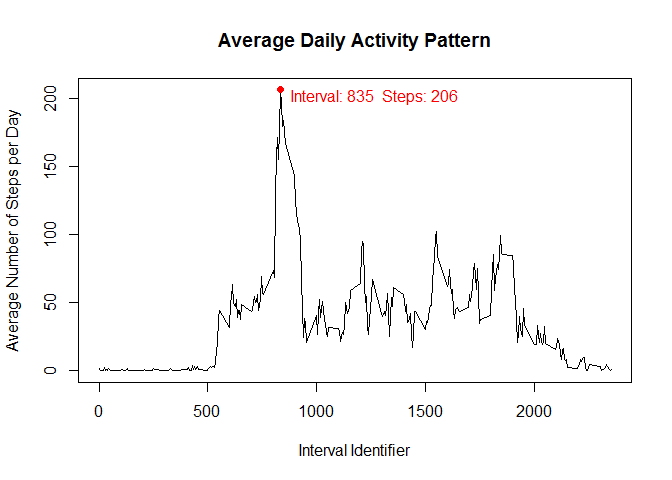 Average Daily Activity Pattern
Interval: 835 Steps: 206
Average Number of Steps per Day
200
150
100
50
0
0 500 1000 1500 2000
Interval Identifier